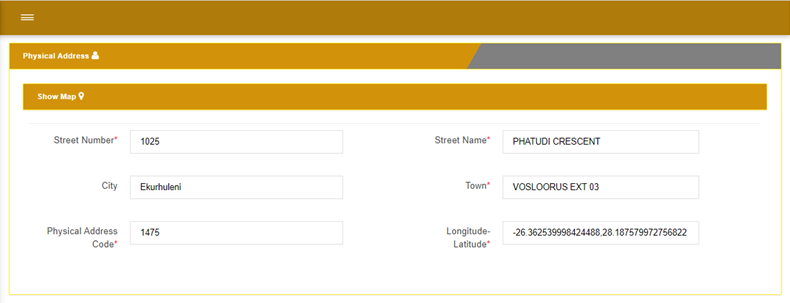 Physical Address
Show Map
Street Number* 1025 Street Name* PHATUDI CRESCENT
City Ekurhuleni Town* VOSLOORUS EXT 03
Physical Address Code* 1475 Longitude-Latitude* -26.362539998424488,28.187579972756822